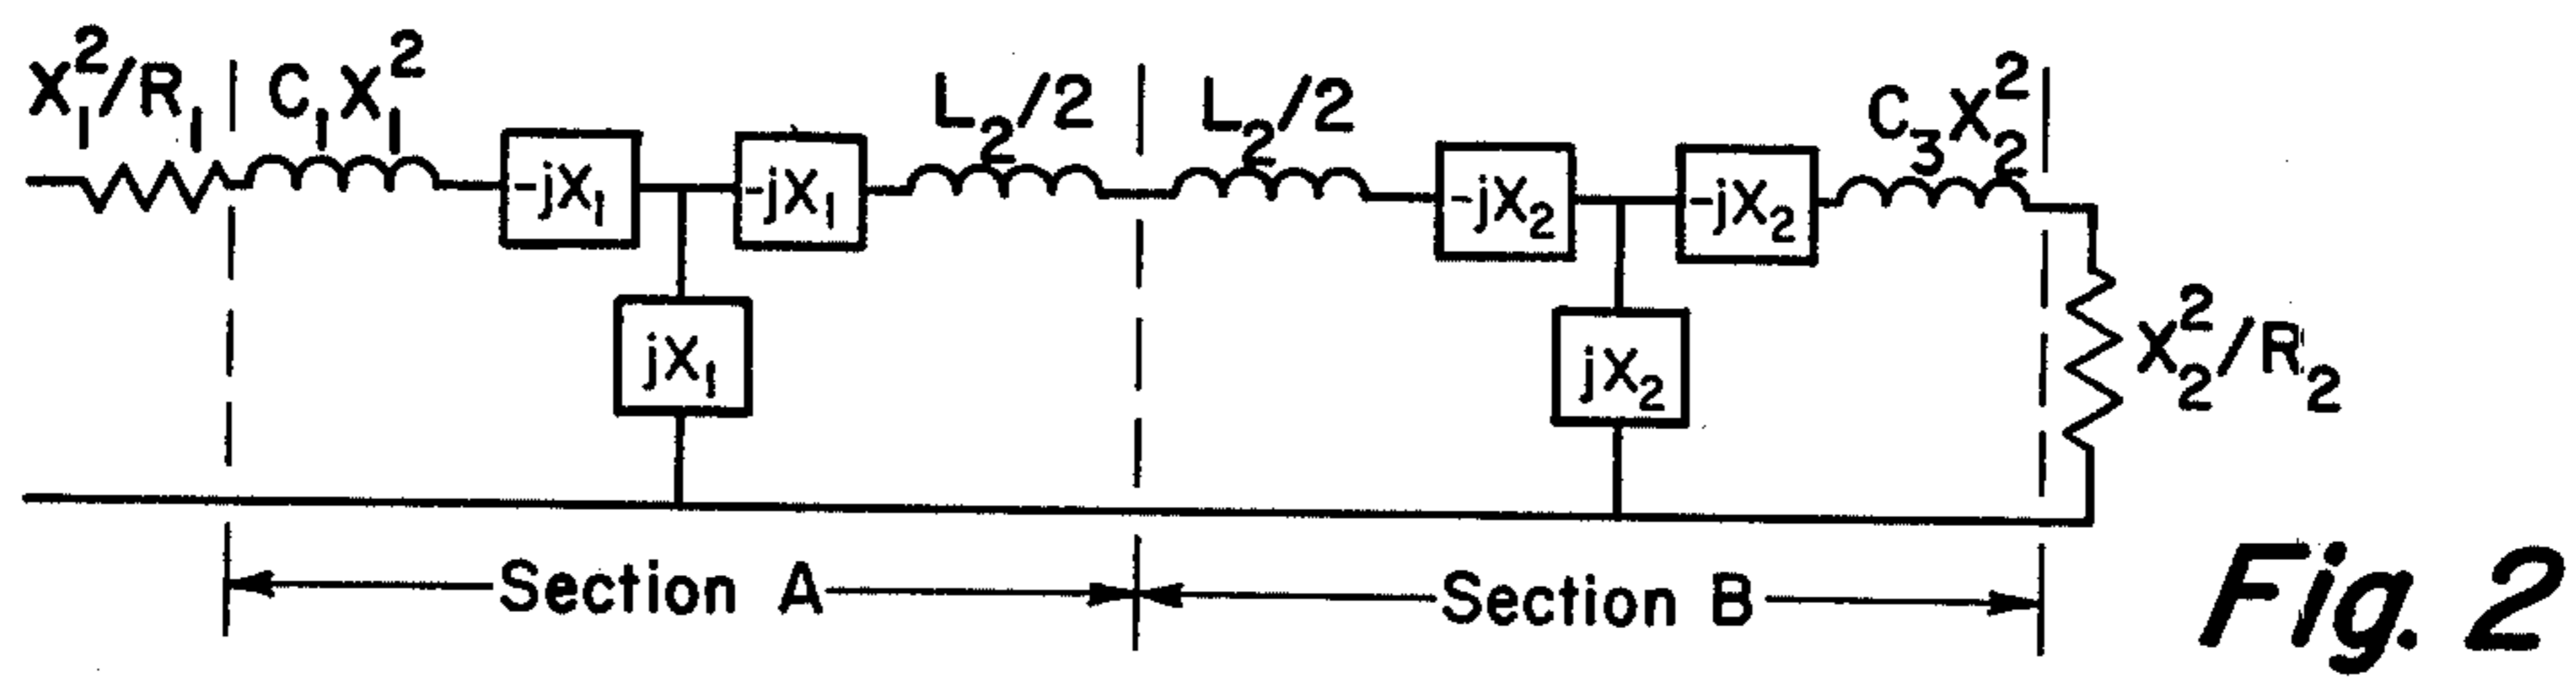 X₁²/R₁
C₁X₁²
L₂/2
L₂/2
C₃X₂²
-jX₁
-jX₁
-jX₂
-jX₂
jX₁
jX₂
X₂²/R₂
Section A
Section B
Fig. 2